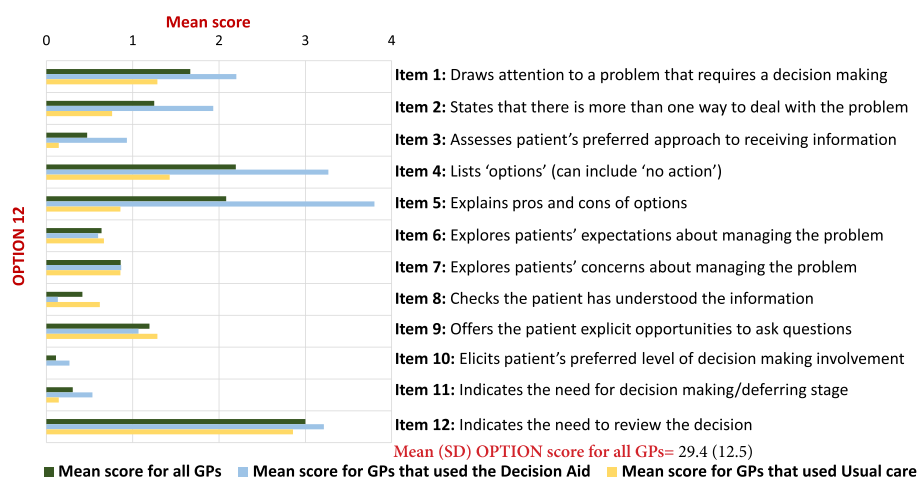 Mean score
0 1 2 3 4
OPTION 12
Item 1: Draws attention to a problem that requires a decision making
Item 2: States that there is more than one way to deal with the problem
Item 3: Assesses patient’s preferred approach to receiving information
Item 4: Lists ‘options’ (can include ‘no action’)
Item 5: Explains pros and cons of options
Item 6: Explores patients’ expectations about managing the problem
Item 7: Explores patients’ concerns about managing the problem
Item 8: Checks the patient has understood the information
Item 9: Offers the patient explicit opportunities to ask questions
Item 10: Elicits patient’s preferred level of decision making involvement
Item 11: Indicates the need for decision making/deferring stage
Item 12: Indicates the need to review the decision
Mean (SD) OPTION score for all GPs= 29.4 (12.5)
Mean score for all GPs Mean score for GPs that used the Decision Aid Mean score for GPs that used Usual care